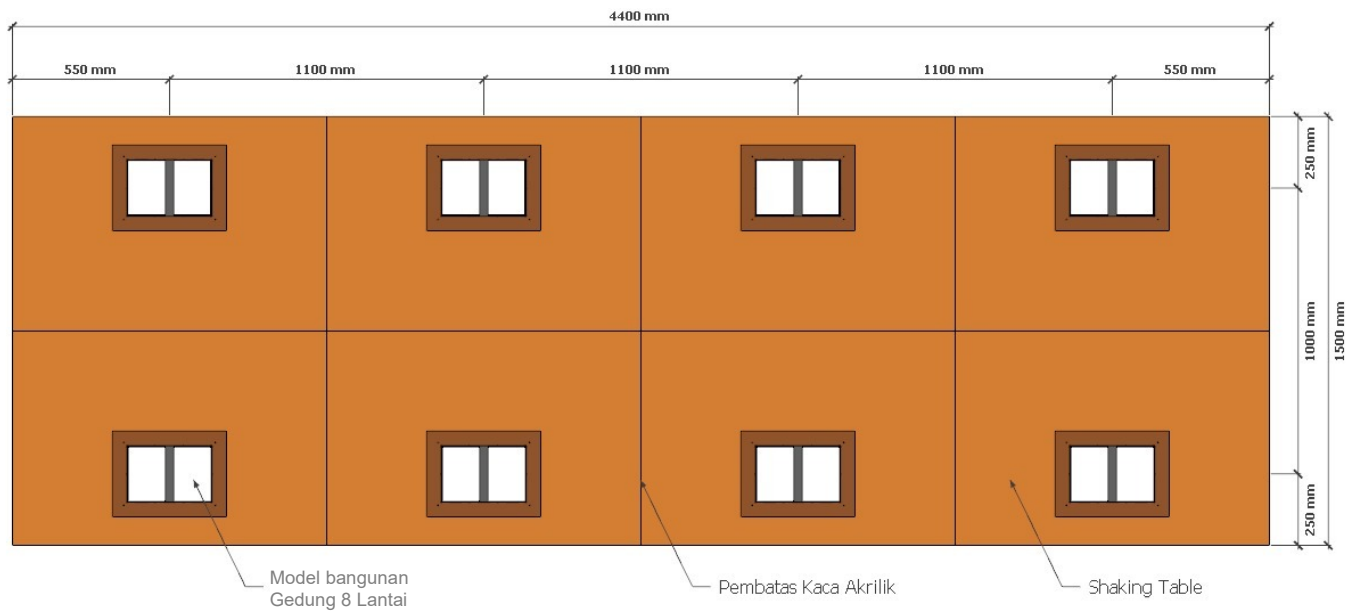 4400 mm
550 mm 1100 mm 1100 mm 1100 mm 550 mm
250 mm
1000 mm
1500 mm
250 mm
Model bangunan
Gedung 8 Lantai
Pembatas Kaca Akrilik
Shaking Table